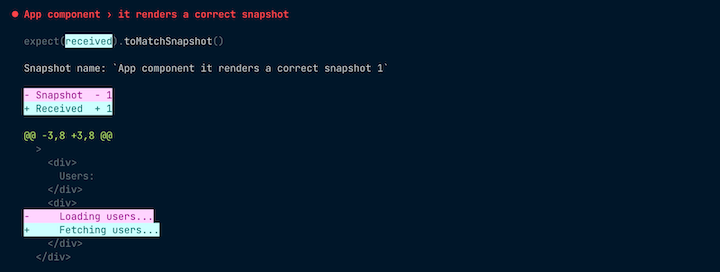 ● App component › it renders a correct snapshot
expect(received).toMatchSnapshot()
Snapshot name: `App component it renders a correct snapshot 1`
- Snapshot  - 1
+ Received  + 1
@@ -3,8 +3,8 @@
  >
    <div>
      Users:
    </div>
    <div>
-     Loading users...
+     Fetching users...
    </div>
  </div>